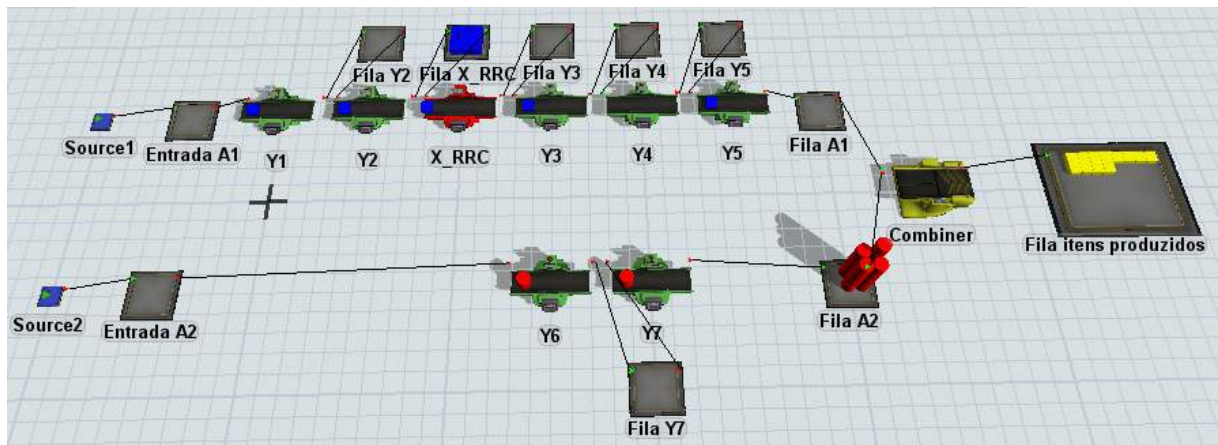 Fila Y2
Fila X_RRC
Fila Y3
Fila Y4
Fila Y5
Source1
Entrada A1
Y1
Y2
X_RRC
Y3
Y4
Y5
Fila A1
Combiner
Fila itens produzidos
Source2
Entrada A2
Y6
Y7
Fila A2
Fila Y7